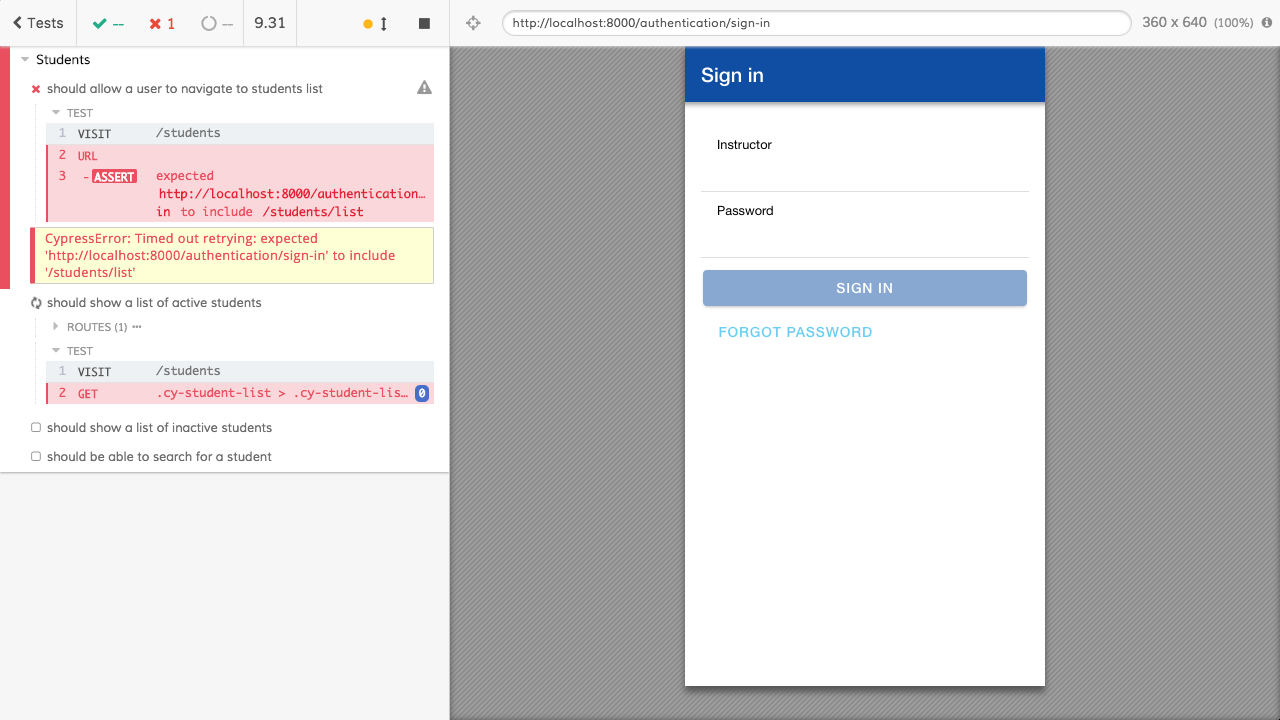 Tests
--
1
--
9.31
http://localhost:8000/authentication/sign-in
360 x 640 (100%)
Students
should allow a user to navigate to students list
TEST
1 VISIT /students
2 URL
3 -ASSERT expected
http://localhost:8000/authentication…
in to include /students/list
CypressError: Timed out retrying: expected
'http://localhost:8000/authentication/sign-in' to include
'/students/list'
should show a list of active students
ROUTES (1) •••
TEST
1 VISIT /students
2 GET .cy-student-list > .cy-student-lis… 0
should show a list of inactive students
should be able to search for a student
Sign in
Instructor
Password
SIGN IN
FORGOT PASSWORD